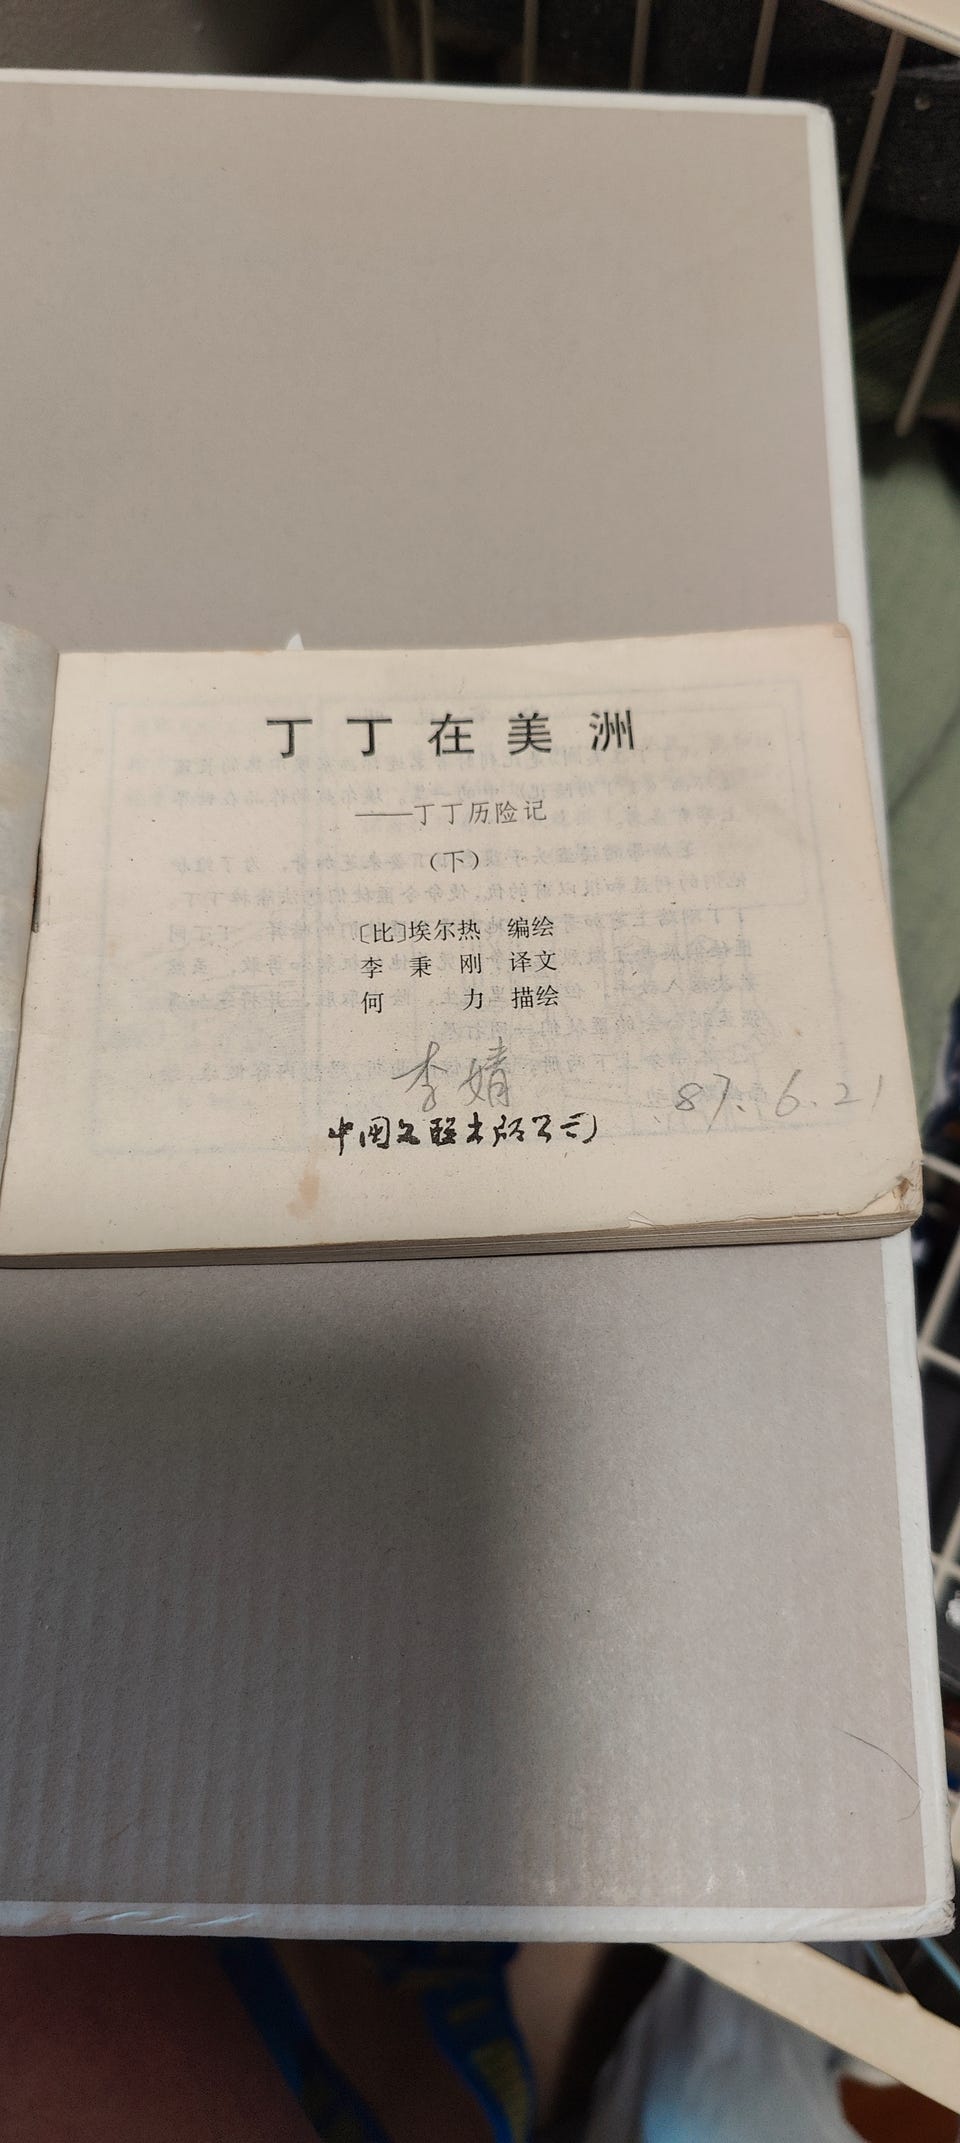 丁丁在美洲
——丁丁历险记
（下）
〔比〕埃尔热 编绘
李秉刚 译文
何力 描绘
李婧
87.6.21
中国文联出版公司